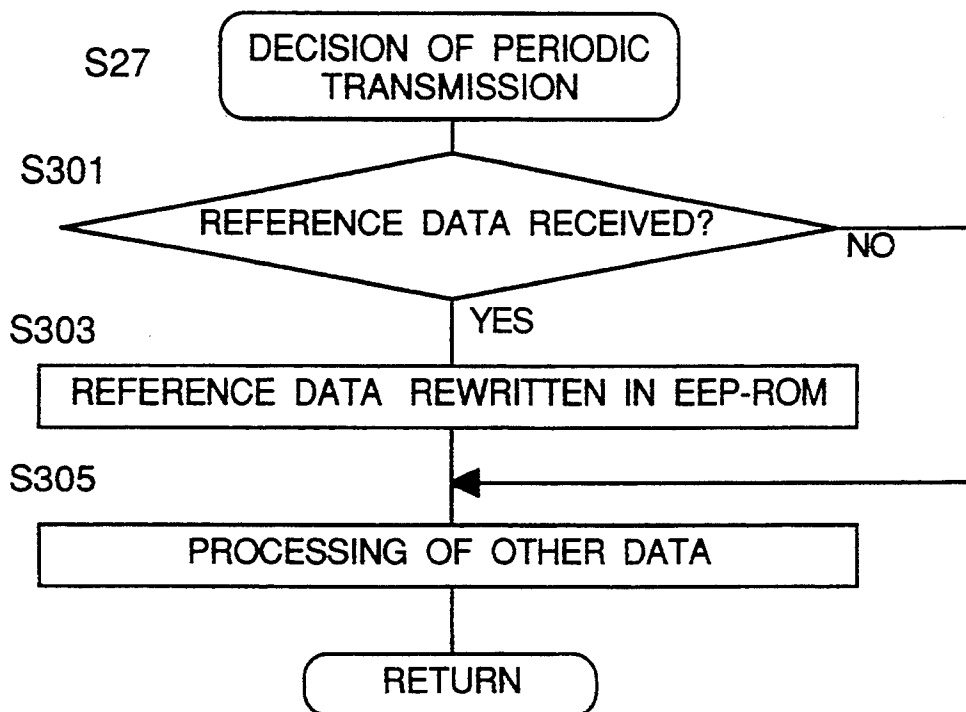 S27
DECISION OF PERIODIC
TRANSMISSION
S301
REFERENCE DATA RECEIVED?
NO
YES
S303
REFERENCE DATA REWRITTEN IN EEP-ROM
S305
PROCESSING OF OTHER DATA
RETURN